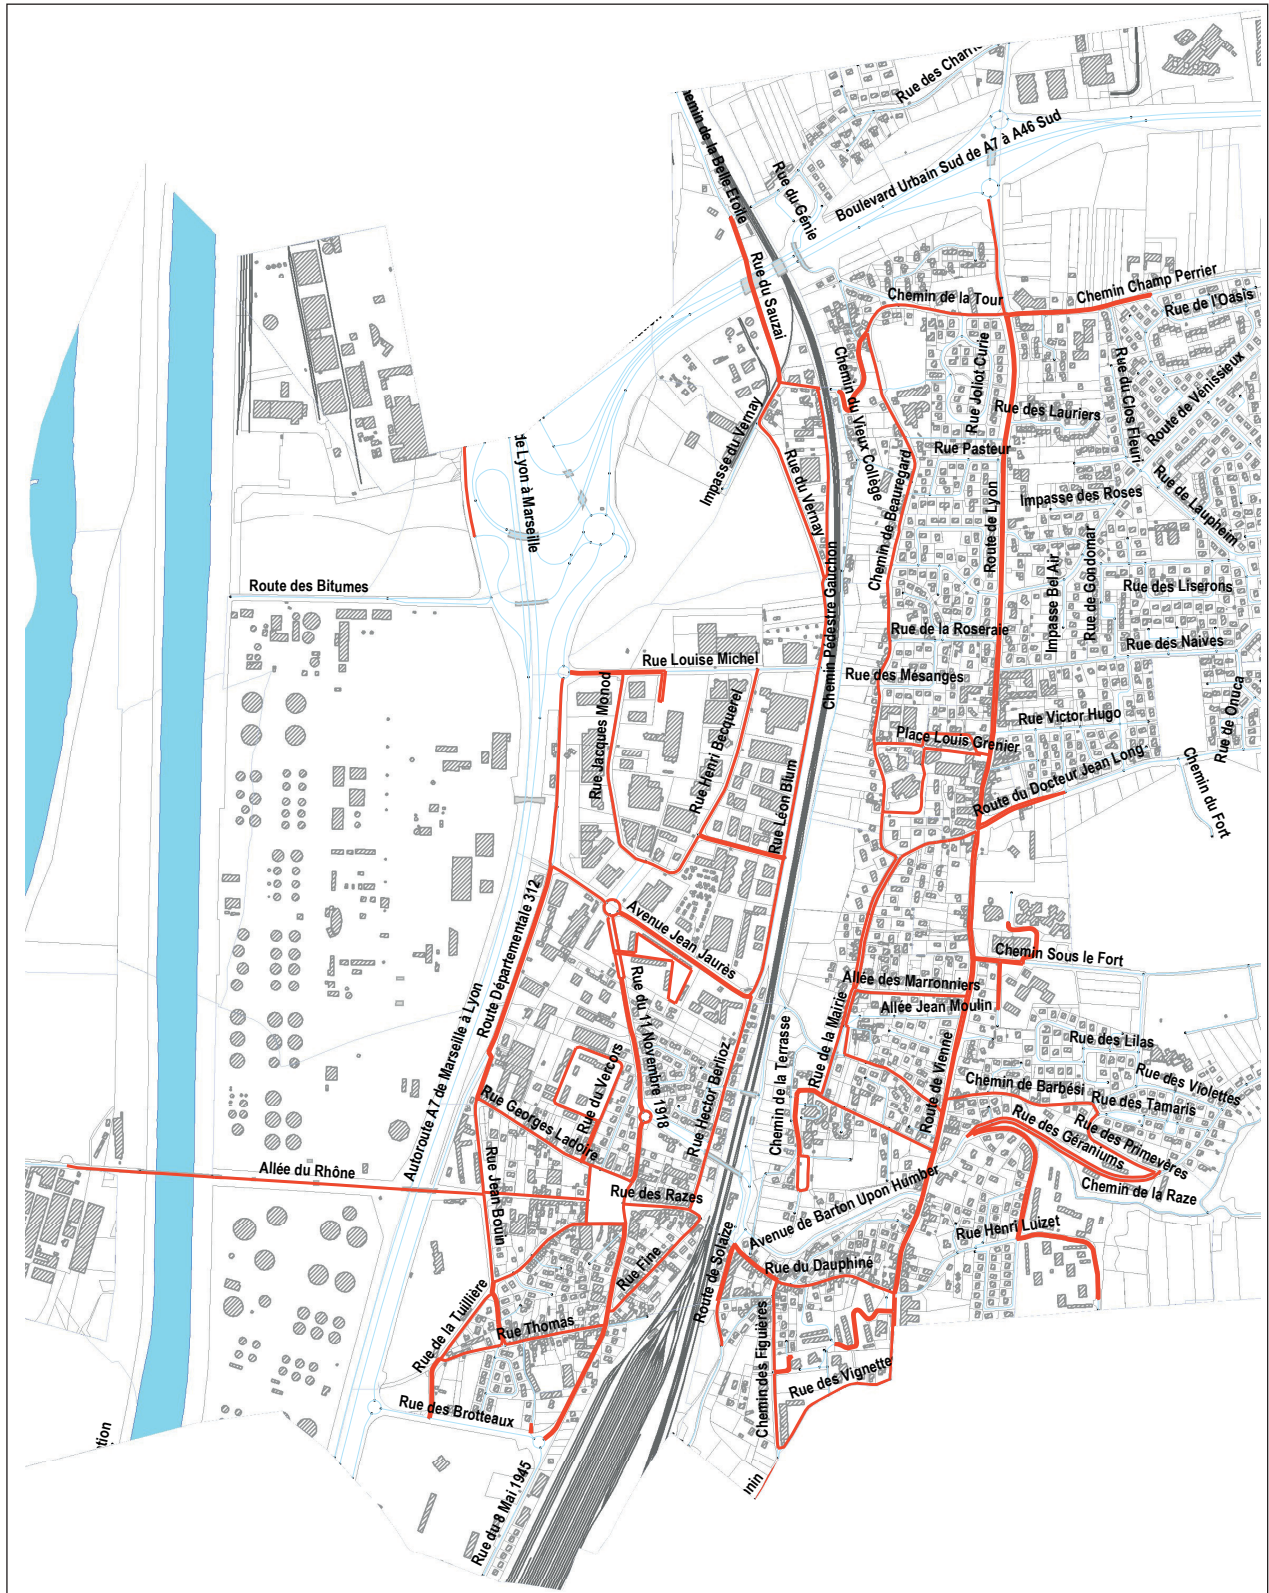 Rue des Charr
Chemin de la Belle Etoile
Boulevard Urbain Sud de A7 à A46 Sud
Rue du Génie
Rue du Sauzai
Chemin de la Tour
Chemin Champ Perrier
Rue de l'Oasis
Rue Joliot Curie
Chemin du Vieux Collège
Rue du Clos Fleuri
Route de Vénissieux
Impasse du Vernay
Rue des Lauriers
Rue Pasteur
de Lyon à Marseille
Rue du Vernay
Chemin de Beauregard
Route de Lyon
Impasse des Roses
Rue de Laupheim
Route des Bitumes
Chemin Pédestre Gauchon
Impasse Bel Air
Rue de Gondomar
Rue des Liserons
Rue de la Roseraie
Rue des Naives
Rue Louise Michel
Rue des Mésanges
Rue Jacques Monod
Rue Henri Becquerel
Rue Victor Hugo
Rue de Onuca
Place Louis Grenier
Rue Léon Blum
Route du Docteur Jean Long
Chemin du Fort
Route Départementale 312
Avenue Jean Jaurès
Chemin Sous le Fort
Allée des Marronniers
Allée Jean Moulin
Autoroute A7 de Marseille à Lyon
Rue du 11 Novembre 1918
Rue de la Mairie
Chemin de la Terrasse
Rue des Lilas
Rue des Violettes
Rue Hector Berlioz
Route de Vienne
Chemin de Barbési
Rue des Tamaris
Rue du Vercors
Rue Georges Ladoire
Rue des Géraniums
Rue des Primevères
Allée du Rhône
Rue Jean Bouin
Rue des Razes
Chemin de la Raze
Avenue de Barton Upon Humber
Rue Henri Luizet
Rue Fine
Route de Solaize
Rue du Dauphiné
Rue de la Tuillière
Rue Thomas
Chemin des Figuières
Rue des Vignette
Rue des Brotteaux
tion
Rue du 8 Mai 1945
inin